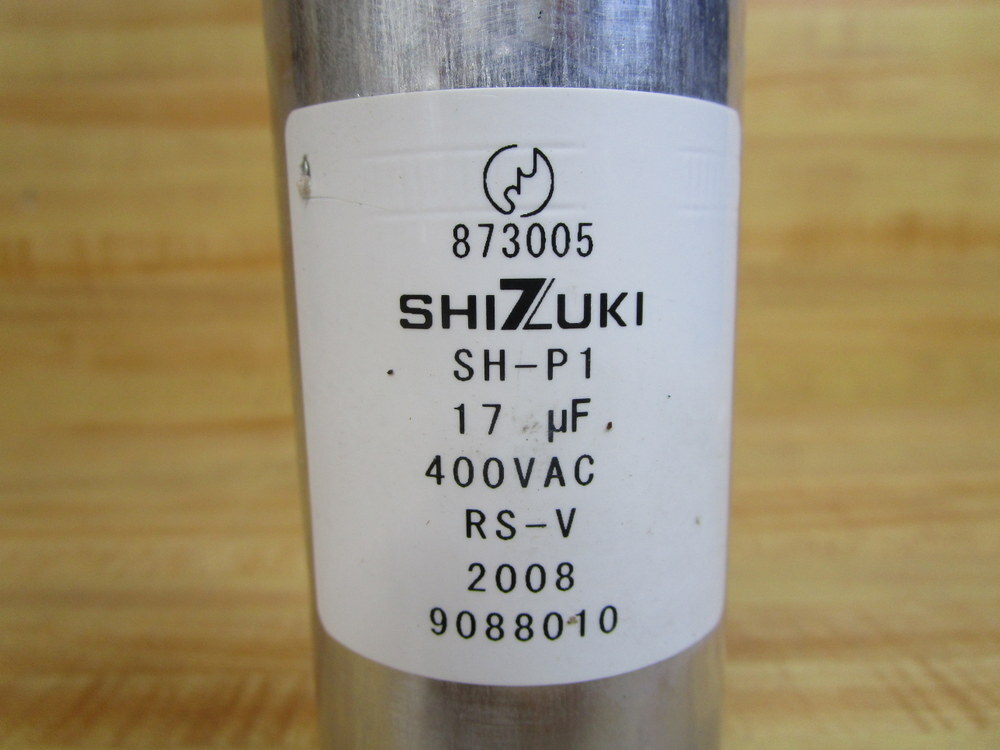 873005
SHIZUKI
SH-P1
17 µF
400VAC
RS-V
2008
9088010